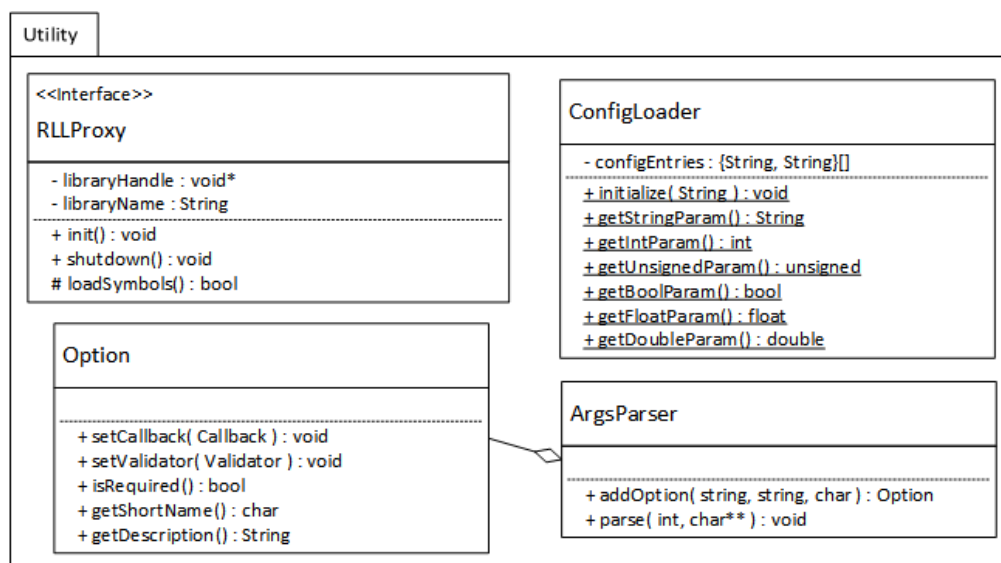 Utility
<<Interface>>
RLLProxy
- libraryHandle : void*
- libraryName : String
+ init() : void
+ shutdown() : void
# loadSymbols() : bool
ConfigLoader
- configEntries : {String, String}[]
+ initialize( String ) : void
+ getStringParam() : String
+ getIntParam() : int
+ getUnsignedParam() : unsigned
+ getBoolParam() : bool
+ getFloatParam() : float
+ getDoubleParam() : double
Option
+ setCallback( Callback ) : void
+ setValidator( Validator ) : void
+ isRequired() : bool
+ getShortName() : char
+ getDescription() : String
ArgsParser
+ addOption( string, string, char ) : Option
+ parse( int, char** ) : void